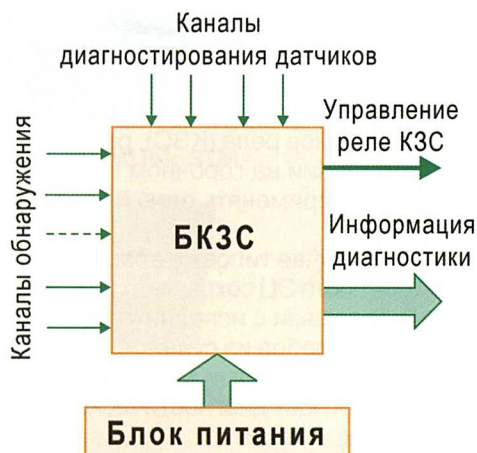 Каналы
диагностирования датчиков
Управление
реле КЗС
Каналы обнаружения
БКЗС
Информация
диагностики
Блок питания